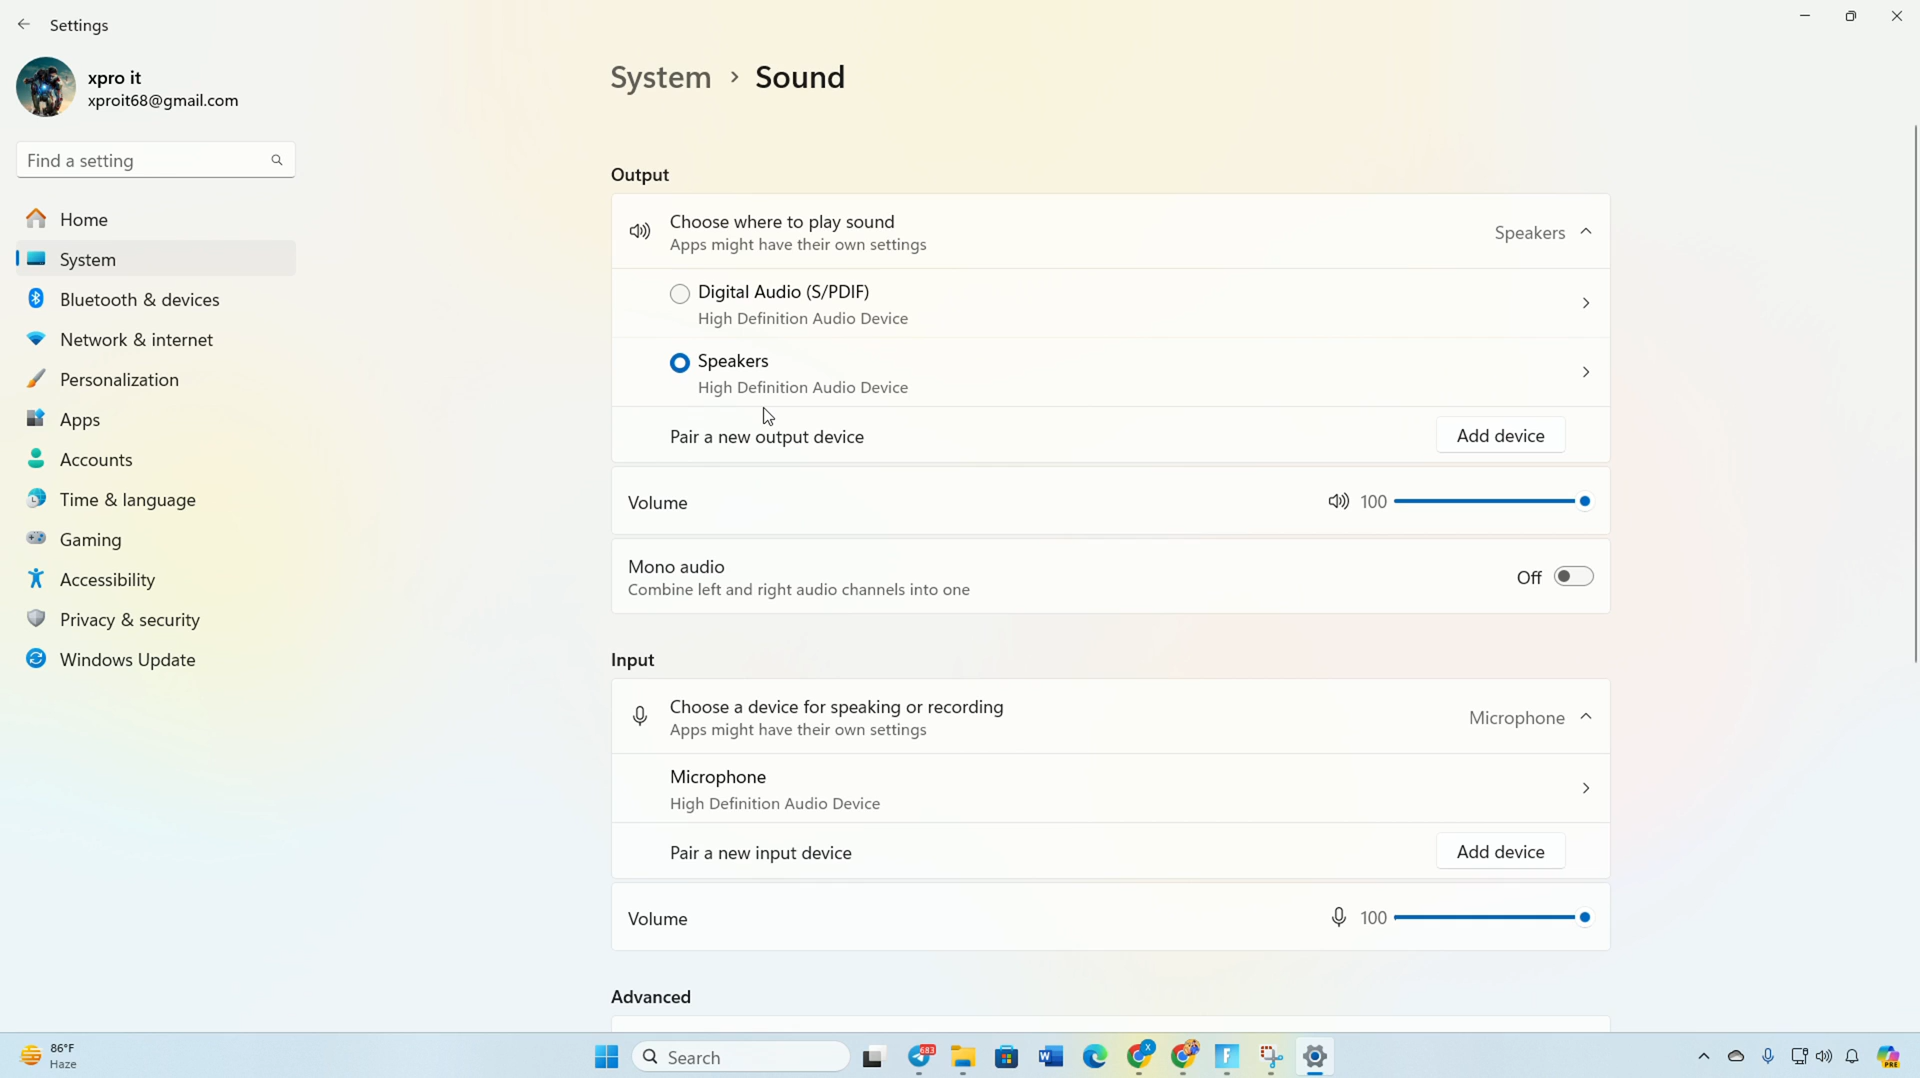 Settings
xpro it
xproit68@gmail.com
Find a setting
Home
System
Bluetooth & devices
Network & internet
Personalization
Apps
Accounts
Time & language
Gaming
Accessibility
Privacy & security
Windows Update
System > Sound
Output
Choose where to play sound
Apps might have their own settings
Speakers
Digital Audio (S/PDIF)
High Definition Audio Device
Speakers
High Definition Audio Device
Pair a new output device
Add device
Volume
100
Mono audio
Combine left and right audio channels into one
Off
Input
Choose a device for speaking or recording
Apps might have their own settings
Microphone
Microphone
High Definition Audio Device
Pair a new input device
Add device
Volume
100
Advanced
86°F
Haze
Search
683
W
X
F
PRE